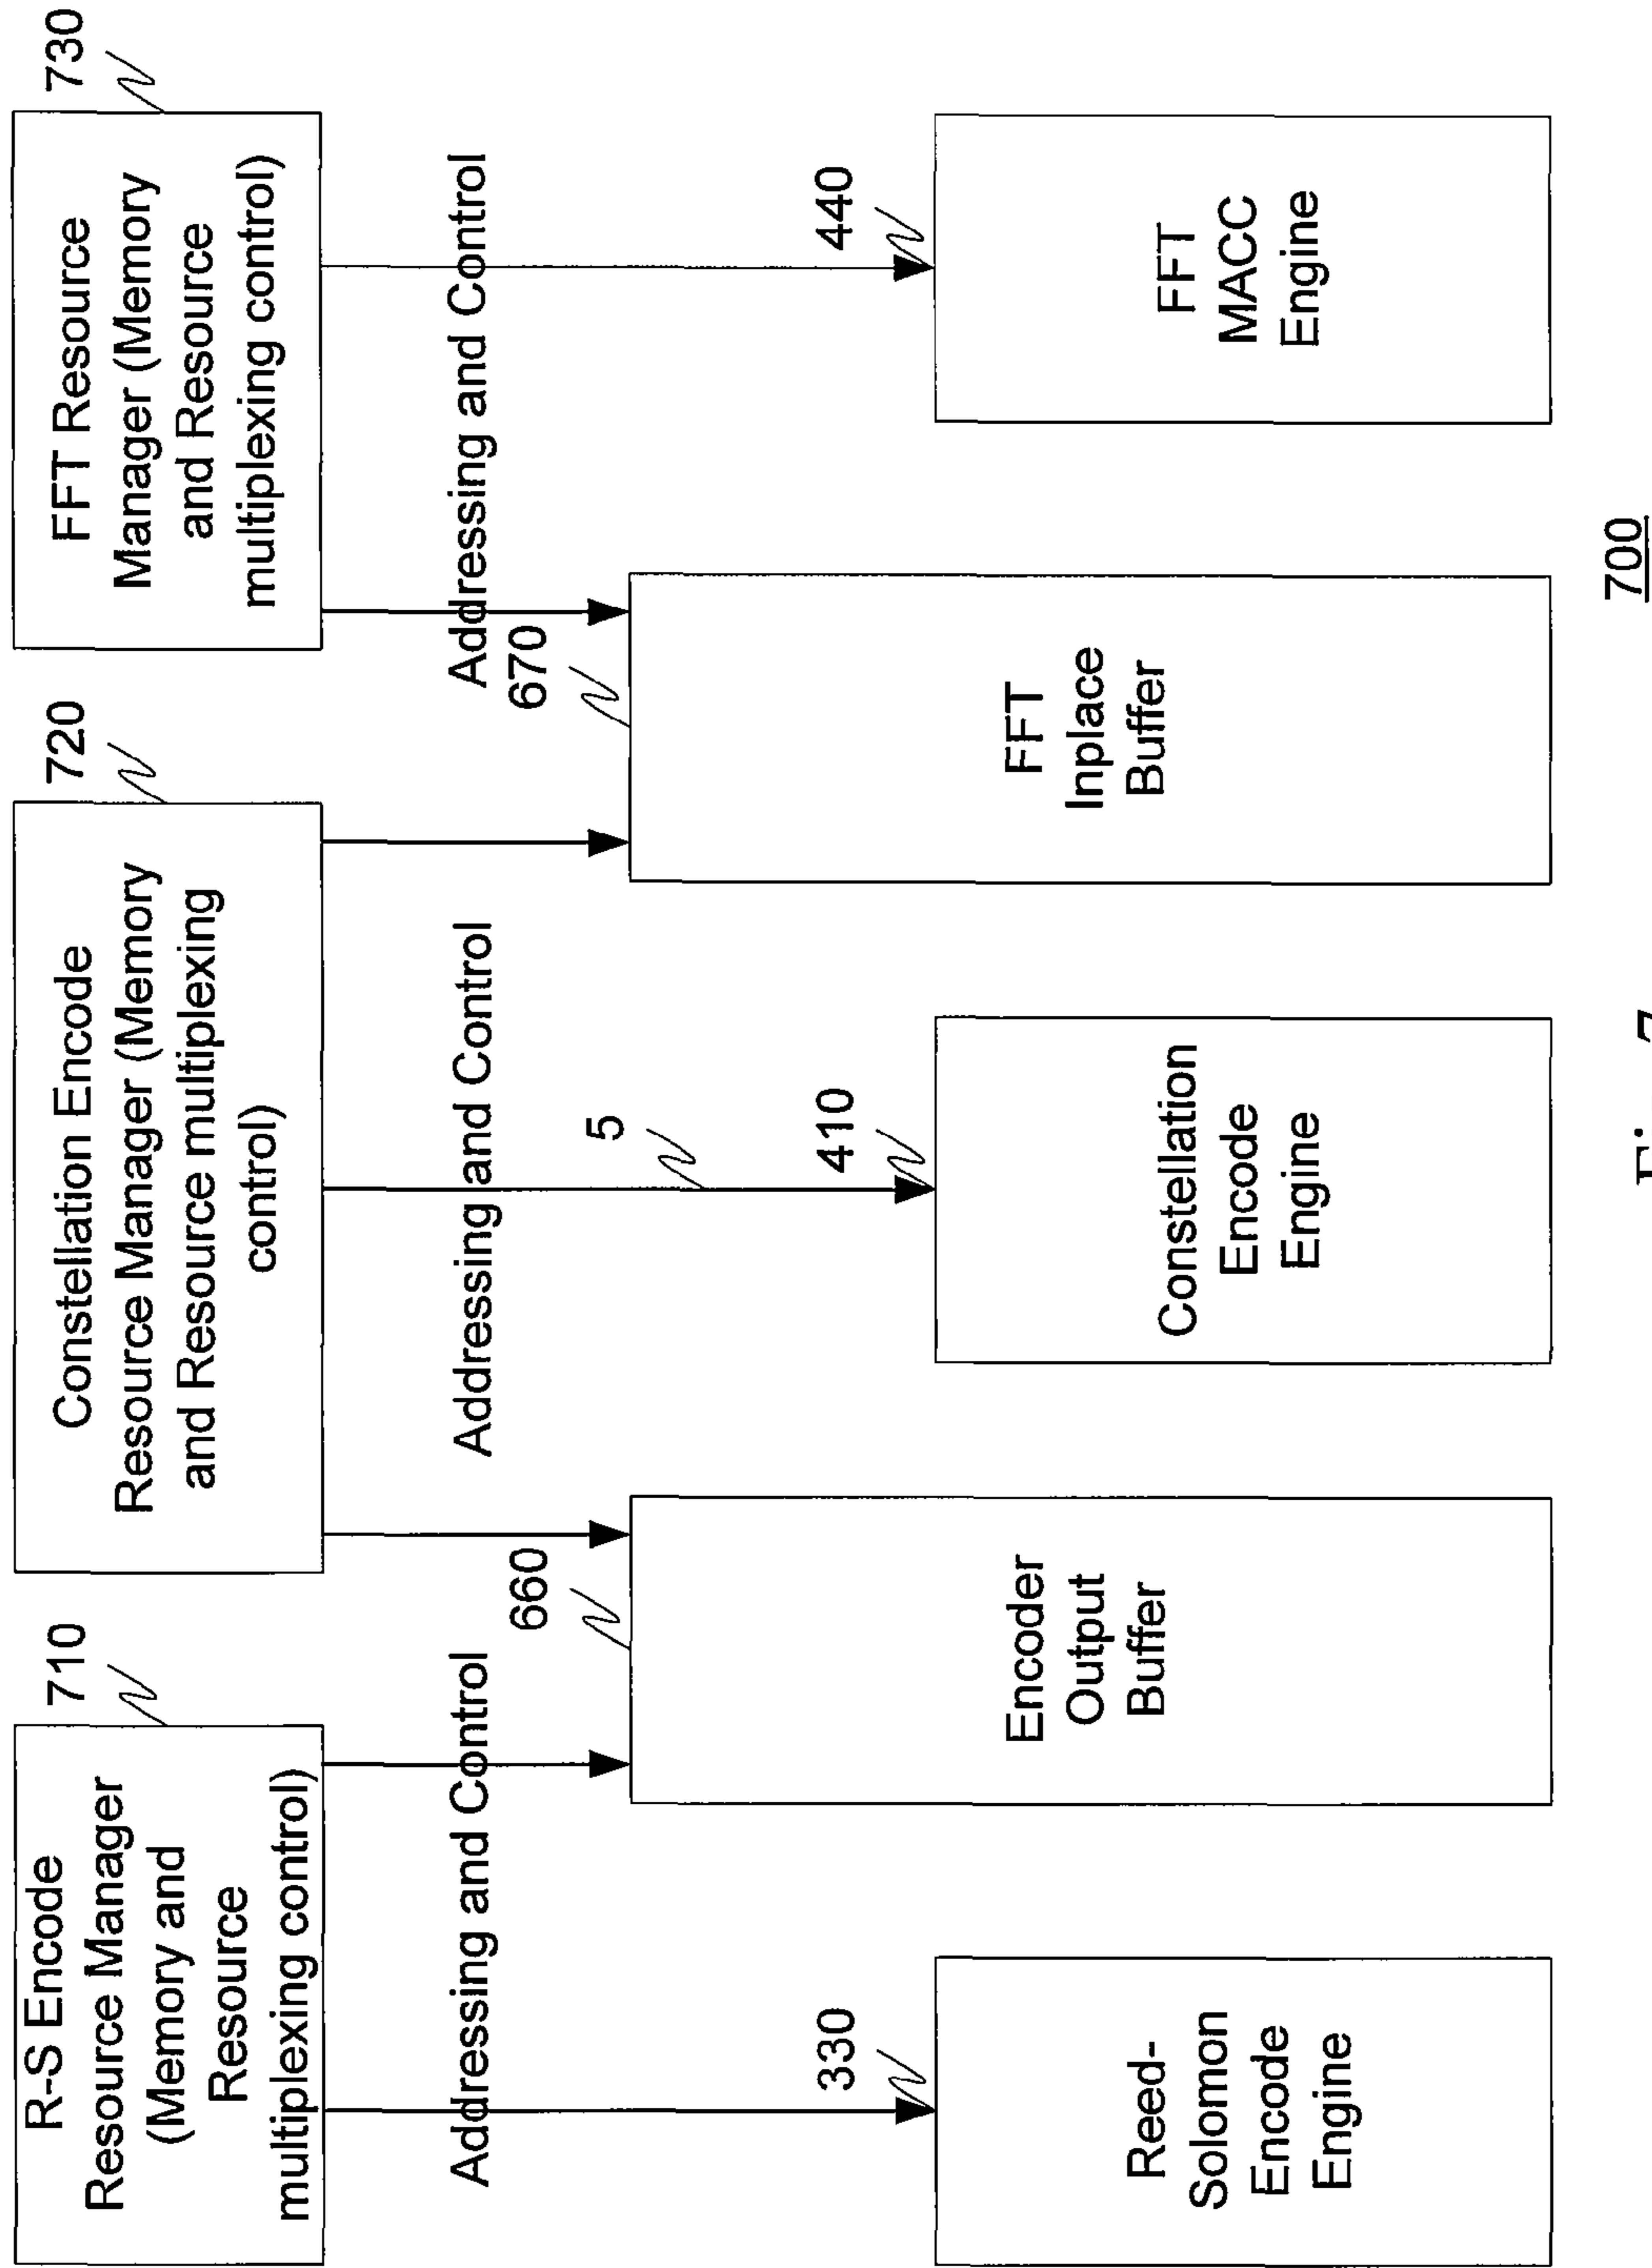 R-S Encode
Resource Manager
(Memory and
Resource
multiplexing control)
710
Constellation Encode
Resource Manager (Memory
and Resource multiplexing
control)
720
FFT Resource
Manager (Memory
and Resource
multiplexing control)
730
Addressing and Control
Addressing and Control
Addressing and Control
660
670
5
330
410
440
Reed-
Solomon
Encode
Engine
Encoder
Output
Buffer
Constellation
Encode
Engine
FFT
Inplace
Buffer
FFT
MACC
Engine
700